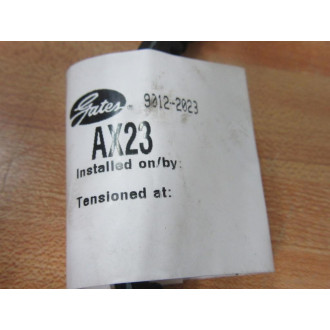 Gates® 9012-2023
AX23
Installed on/by:
Tensioned at: